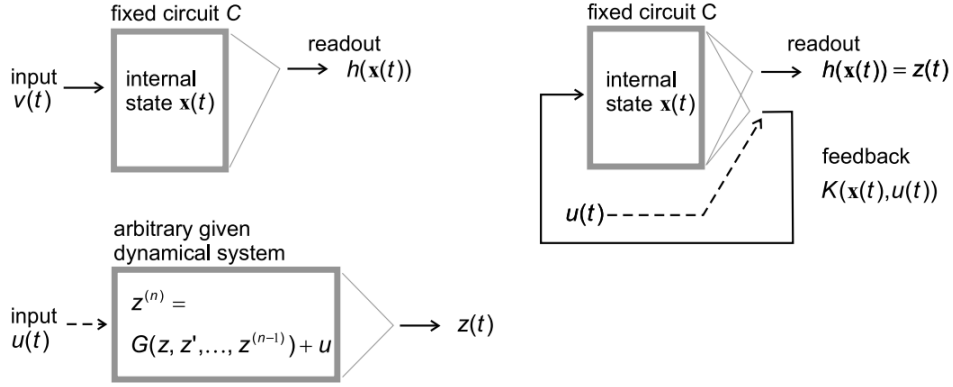 fixed circuit C
input
v(t)
internal
state x(t)
readout
h(x(t))
arbitrary given
dynamical system
input
u(t)
z⁽ⁿ⁾ =
G(z, z',..., z⁽ⁿ⁻¹⁾) + u
z(t)
fixed circuit C
internal
state x(t)
readout
h(x(t)) = z(t)
feedback
K(x(t),u(t))
u(t)